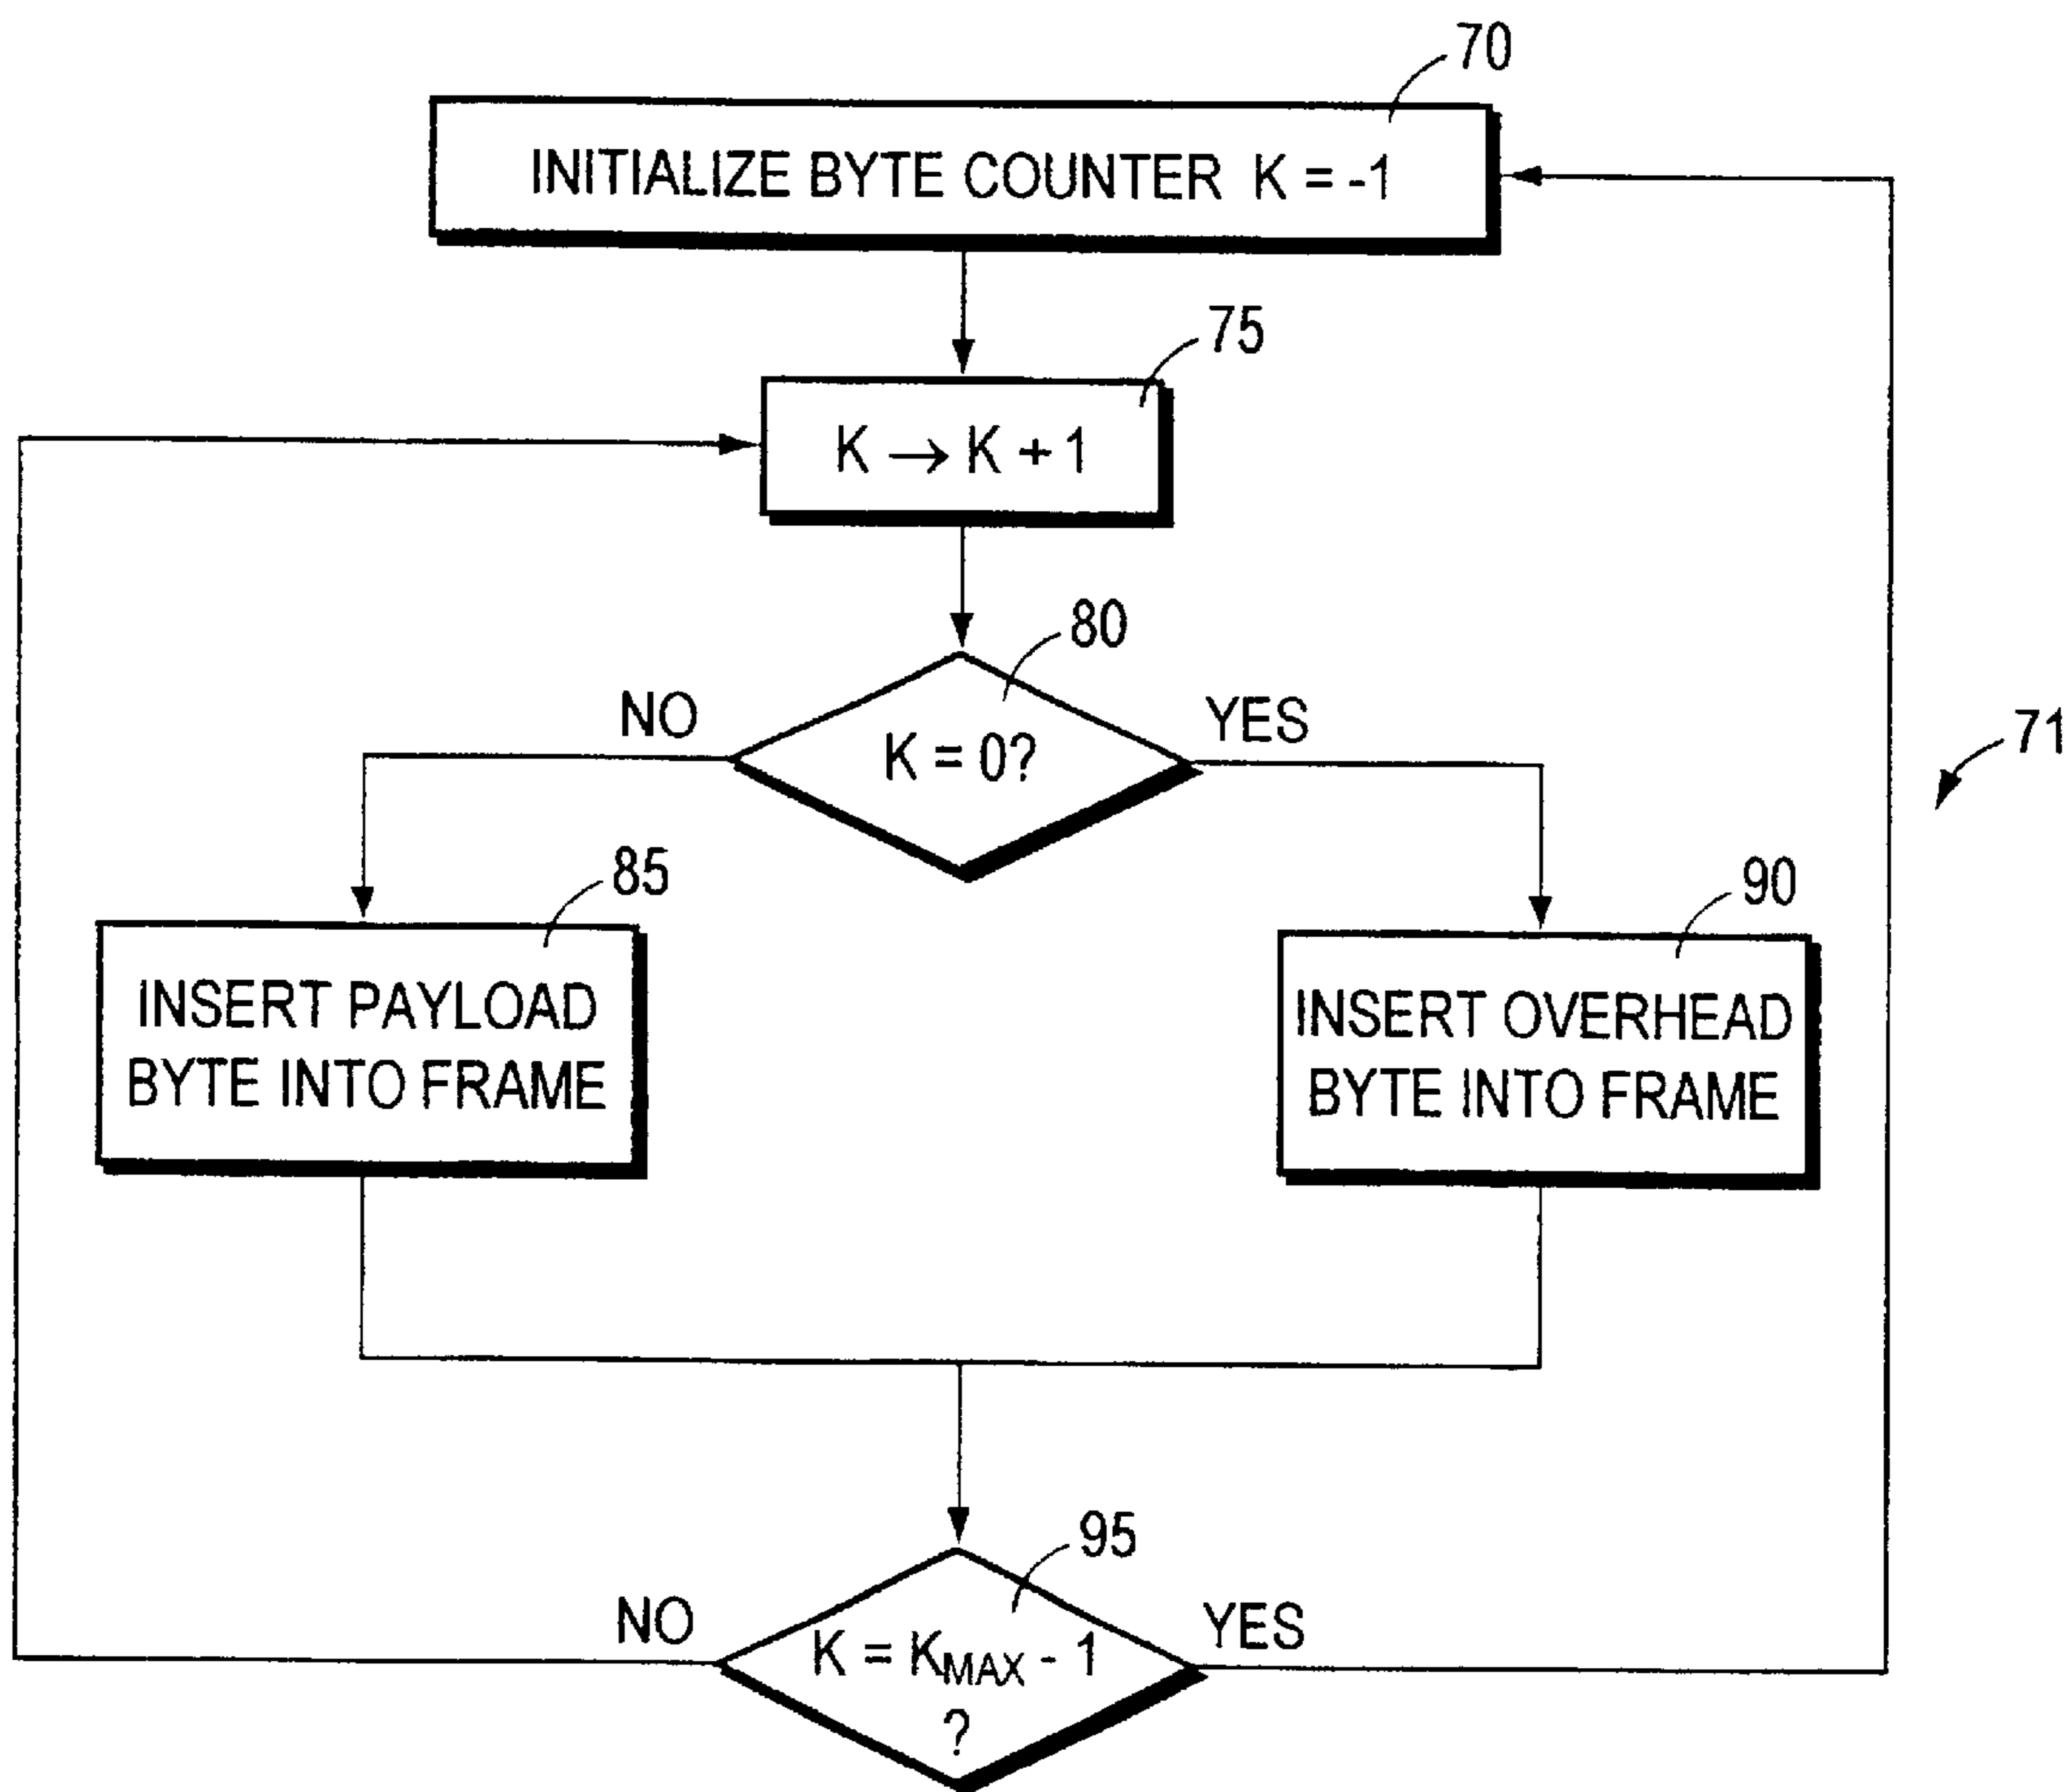 70
INITIALIZE BYTE COUNTER K = -1
75
K → K + 1
80
NO
YES
K = 0?
71
85
90
INSERT PAYLOAD
BYTE INTO FRAME
INSERT OVERHEAD
BYTE INTO FRAME
95
NO
YES
K = KMAX - 1
?